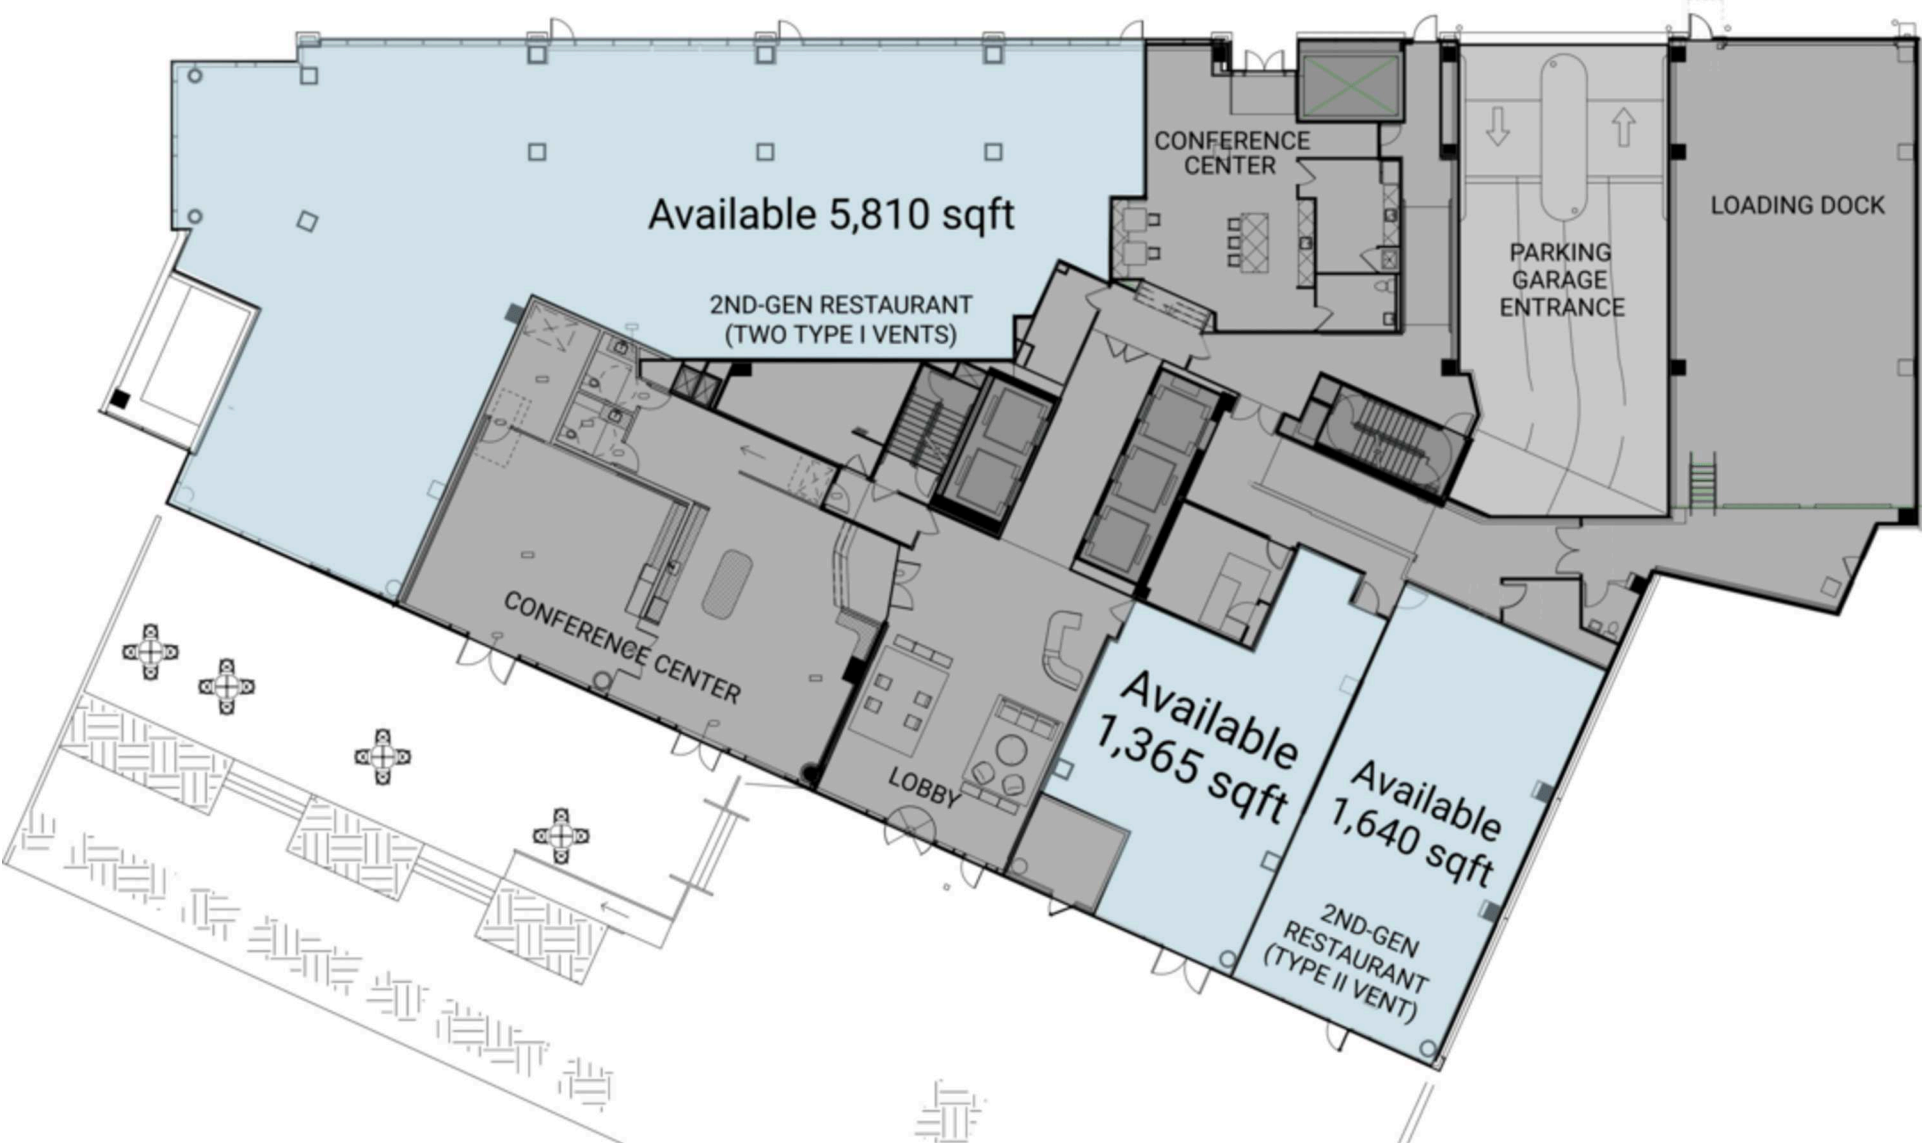 CONFERENCE
CENTER
LOADING DOCK
Available 5,810 sqft
PARKING
GARAGE
ENTRANCE
2ND-GEN RESTAURANT
(TWO TYPE I VENTS)
CONFERENCE CENTER
LOBBY
Available
1,365 sqft
Available
1,640 sqft
2ND-GEN
RESTAURANT
(TYPE II VENT)